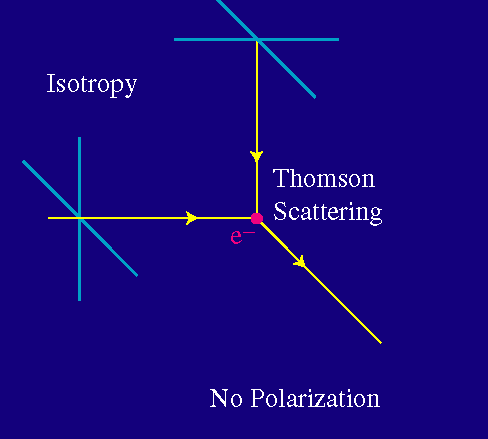 Isotropy
Thomson
Scattering
e−
No Polarization